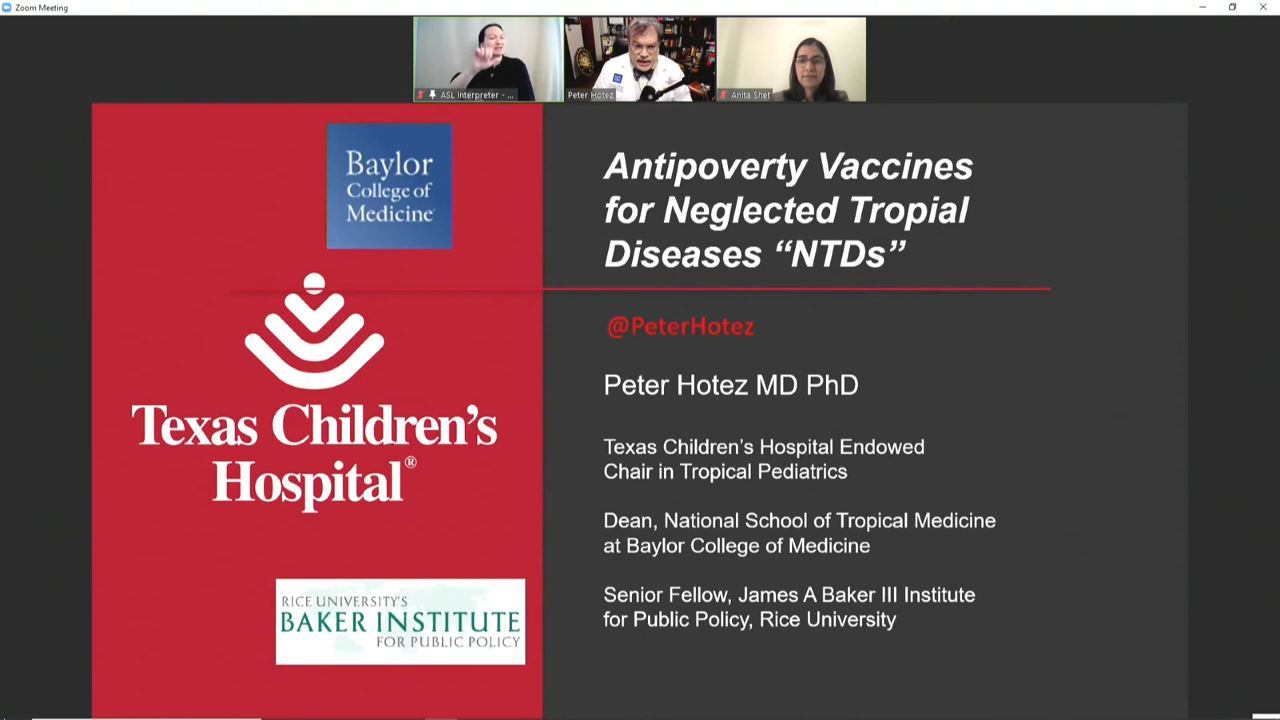 Zoom Meeting
ASL Interpreter - ...
Peter Hotez
Anita Shet
Baylor
College of
Medicine
Texas Children's
Hospital®
RICE UNIVERSITY'S
BAKER INSTITUTE
FOR PUBLIC POLICY
Antipoverty Vaccines
for Neglected Tropial
Diseases “NTDs”
@PeterHotez
Peter Hotez MD PhD
Texas Children’s Hospital Endowed
Chair in Tropical Pediatrics
Dean, National School of Tropical Medicine
at Baylor College of Medicine
Senior Fellow, James A Baker III Institute
for Public Policy, Rice University